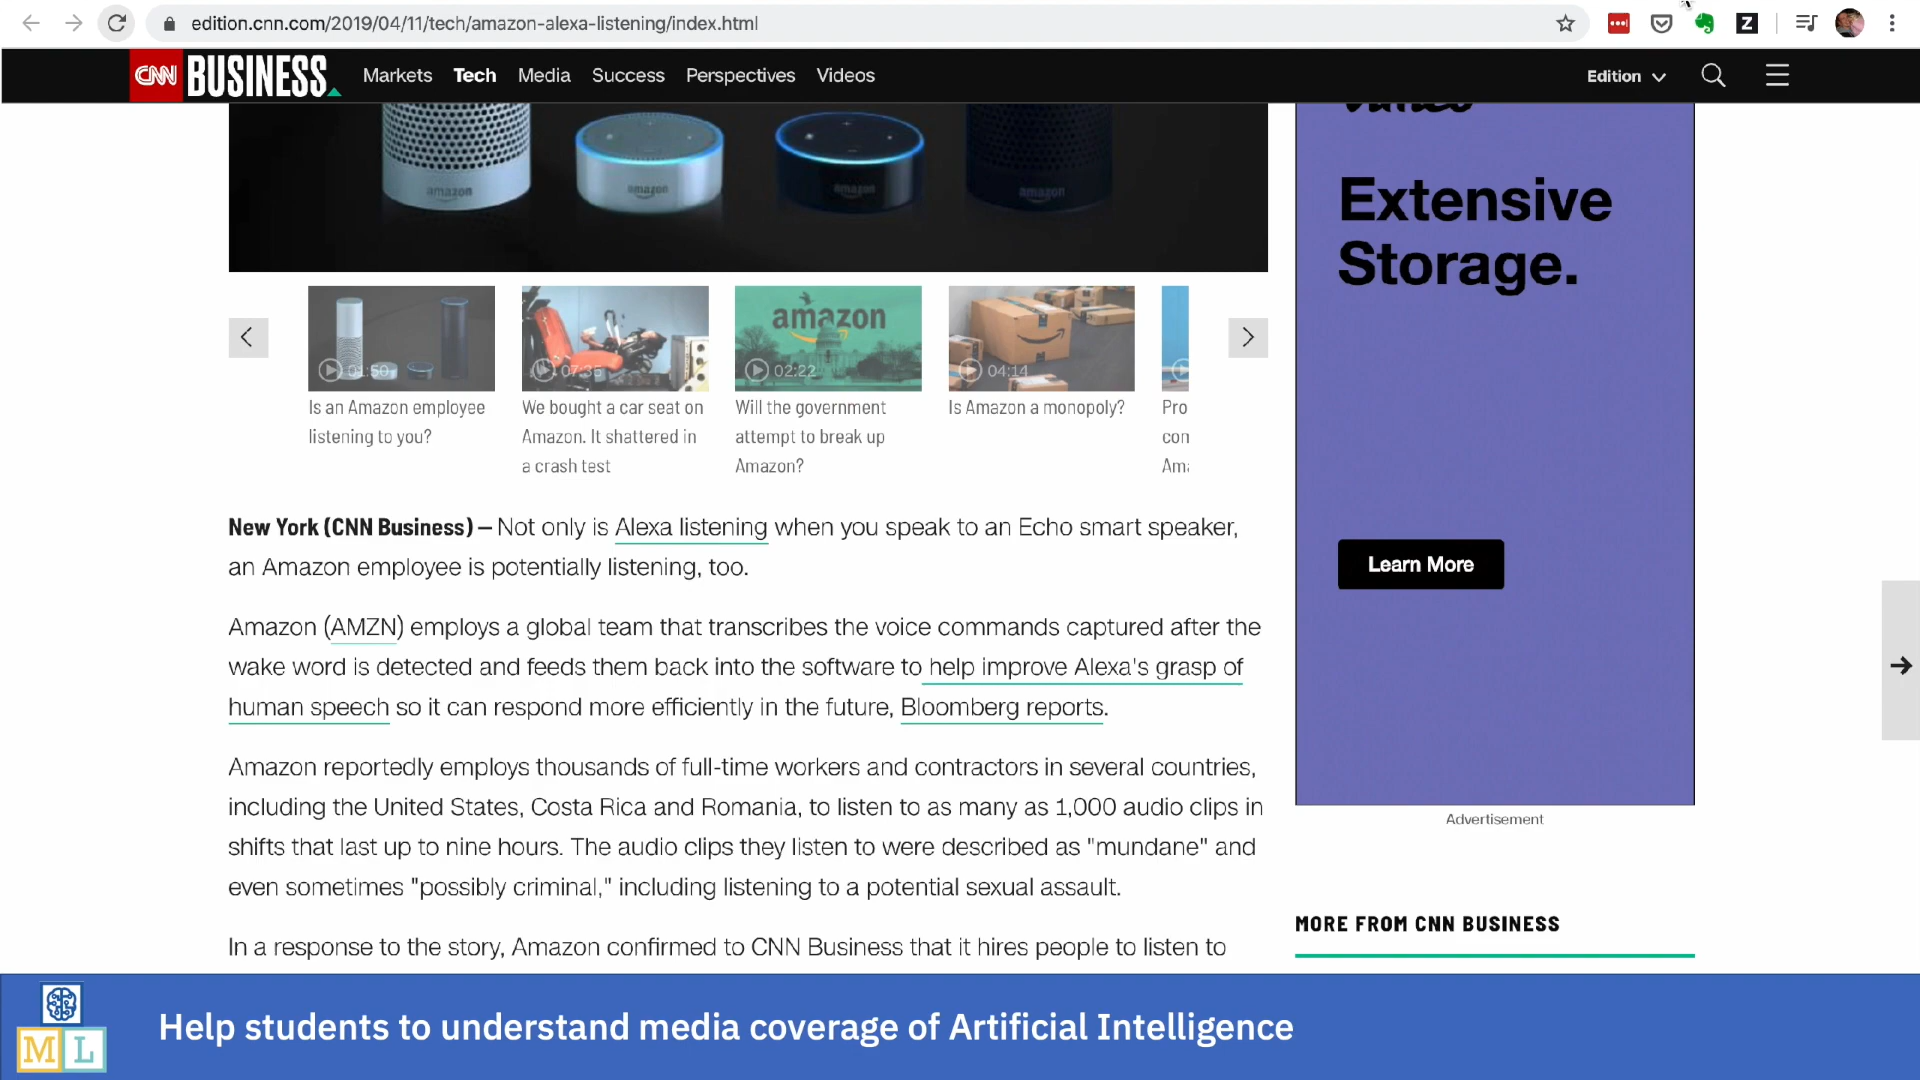 edition.cnn.com/2019/04/11/tech/amazon-alexa-listening/index.html
CNN BUSINESS
Markets Tech Media Success Perspectives Videos
Edition
amazon amazon amazon amazon
Extensive
Storage.
Learn More
Advertisement
01:50
07:35
amazon
02:22
04:14
Is an Amazon employee
listening to you?
We bought a car seat on
Amazon. It shattered in
a crash test
Will the government
attempt to break up
Amazon?
Is Amazon a monopoly?
Pro
con
Ama
New York (CNN Business) — Not only is Alexa listening when you speak to an Echo smart speaker,
an Amazon employee is potentially listening, too.
Amazon (AMZN) employs a global team that transcribes the voice commands captured after the
wake word is detected and feeds them back into the software to help improve Alexa's grasp of
human speech so it can respond more efficiently in the future, Bloomberg reports.
Amazon reportedly employs thousands of full-time workers and contractors in several countries,
including the United States, Costa Rica and Romania, to listen to as many as 1,000 audio clips in
shifts that last up to nine hours. The audio clips they listen to were described as "mundane" and
even sometimes "possibly criminal," including listening to a potential sexual assault.
In a response to the story, Amazon confirmed to CNN Business that it hires people to listen to
MORE FROM CNN BUSINESS
M L
Help students to understand media coverage of Artificial Intelligence